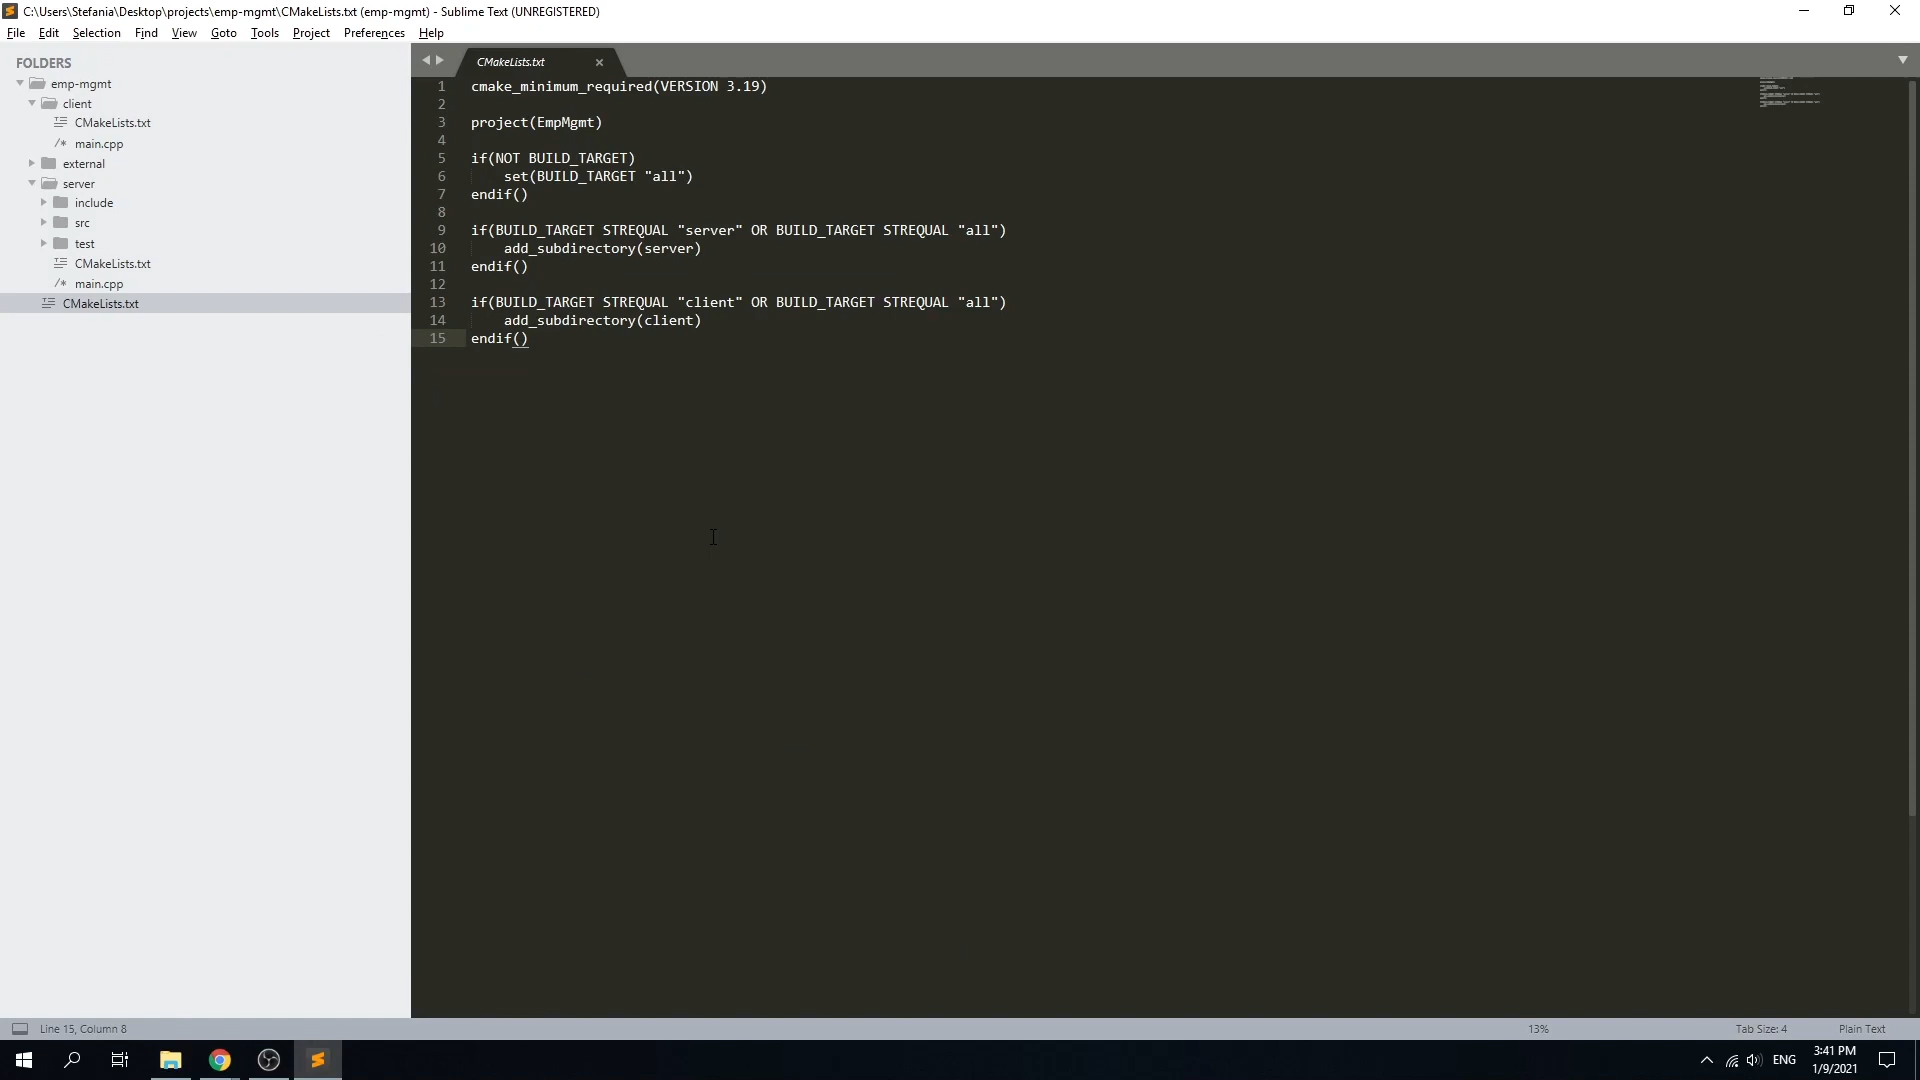 C:\Users\Stefania\Desktop\projects\emp-mgmt\CMakeLists.txt (emp-mgmt) - Sublime Text (UNREGISTERED)
File Edit Selection Find View Goto Tools Project Preferences Help
FOLDERS
emp-mgmt
client
CMakeLists.txt
main.cpp
external
server
include
src
test
CMakeLists.txt
main.cpp
CMakeLists.txt
CMakeLists.txt
1 cmake_minimum_required(VERSION 3.19)
2
3 project(EmpMgmt)
4
5 if(NOT BUILD_TARGET)
6 set(BUILD_TARGET "all")
7 endif()
8
9 if(BUILD_TARGET STREQUAL "server" OR BUILD_TARGET STREQUAL "all")
10 add_subdirectory(server)
11 endif()
12
13 if(BUILD_TARGET STREQUAL "client" OR BUILD_TARGET STREQUAL "all")
14 add_subdirectory(client)
15 endif()
Line 15, Column 8 13% Tab Size: 4 Plain Text
ENG
3:41 PM
1/9/2021